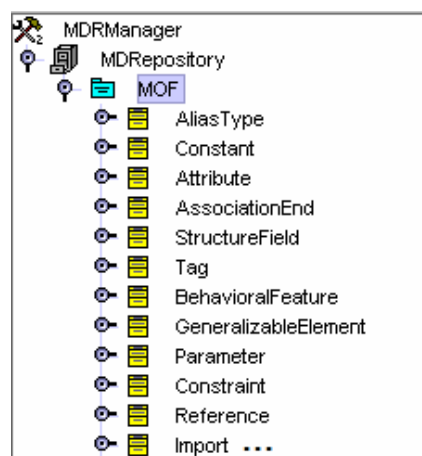 MDRManager
MDRepository
MOF
AliasType
Constant
Attribute
AssociationEnd
StructureField
Tag
BehavioralFeature
GeneralizableElement
Parameter
Constraint
Reference
Import ...